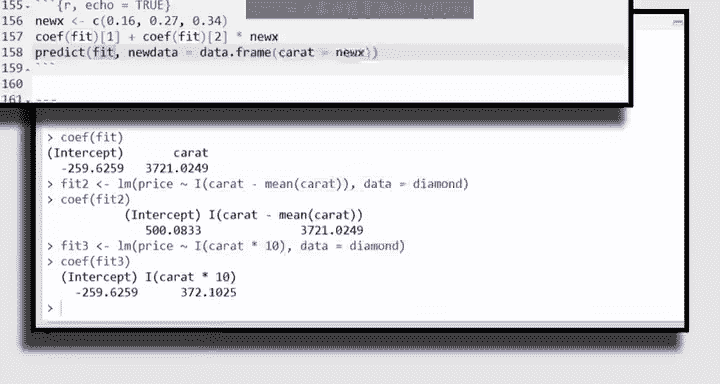 155 ```{r, echo = TRUE}
156 newx <- c(0.16, 0.27, 0.34)
157 coef(fit)[1] + coef(fit)[2] * newx
158 predict(fit, newdata = data.frame(carat = newx))
159 ```
160
161 ---
> coef(fit)
(Intercept) carat
-259.6259 3721.0249
> fit2 <- lm(price ~ I(carat - mean(carat)), data = diamond)
> coef(fit2)
(Intercept) I(carat - mean(carat))
500.0833 3721.0249
> fit3 <- lm(price ~ I(carat * 10), data = diamond)
> coef(fit3)
(Intercept) I(carat * 10)
-259.6259 372.1025
>